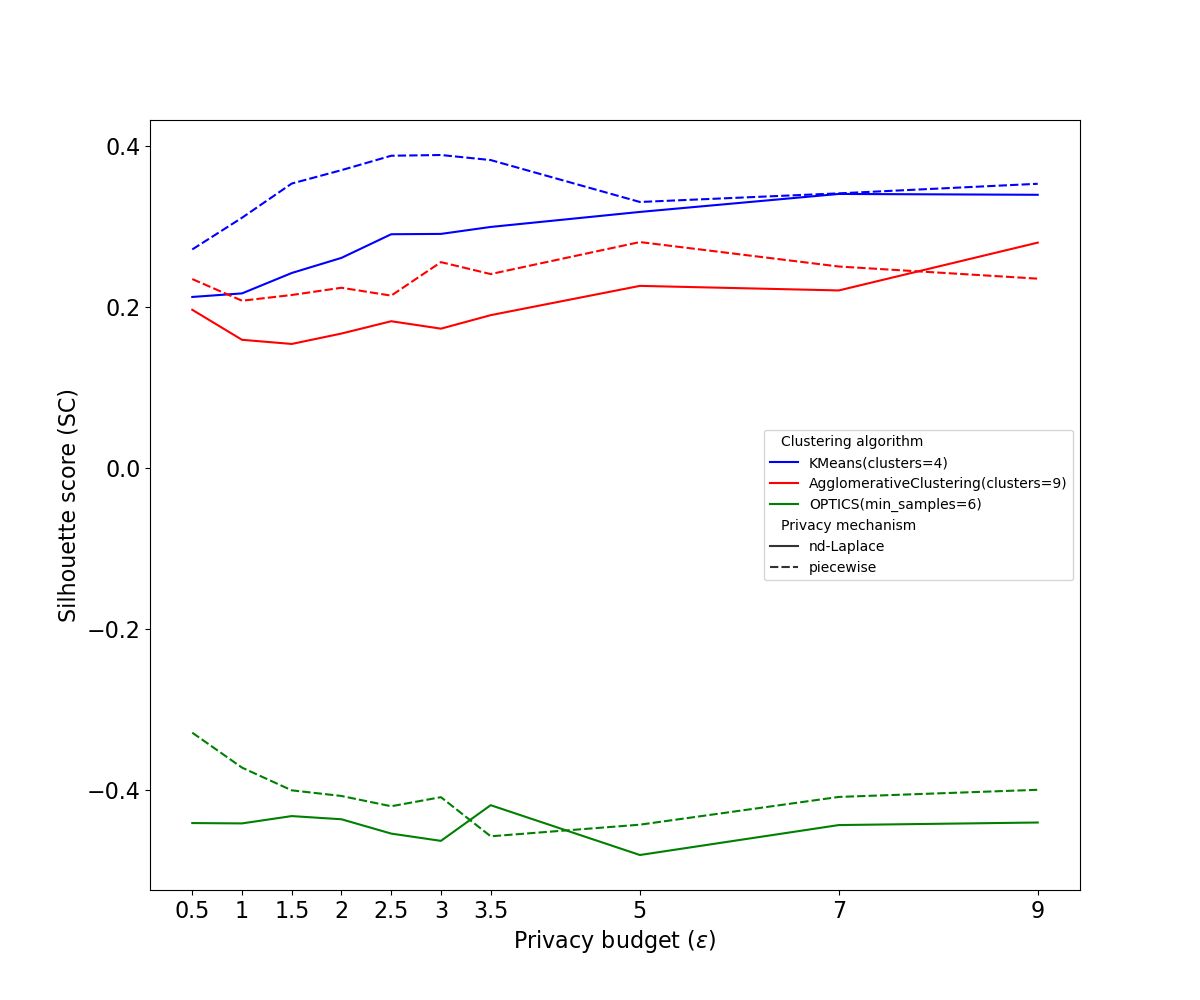 0.4
0.2
0.0
−0.2
−0.4
Silhouette score (SC)
Clustering algorithm
KMeans(clusters=4)
AgglomerativeClustering(clusters=9)
OPTICS(min_samples=6)
Privacy mechanism
nd-Laplace
piecewise
0.5 1 1.5 2 2.5 3 3.5 5 7 9
Privacy budget (ε)